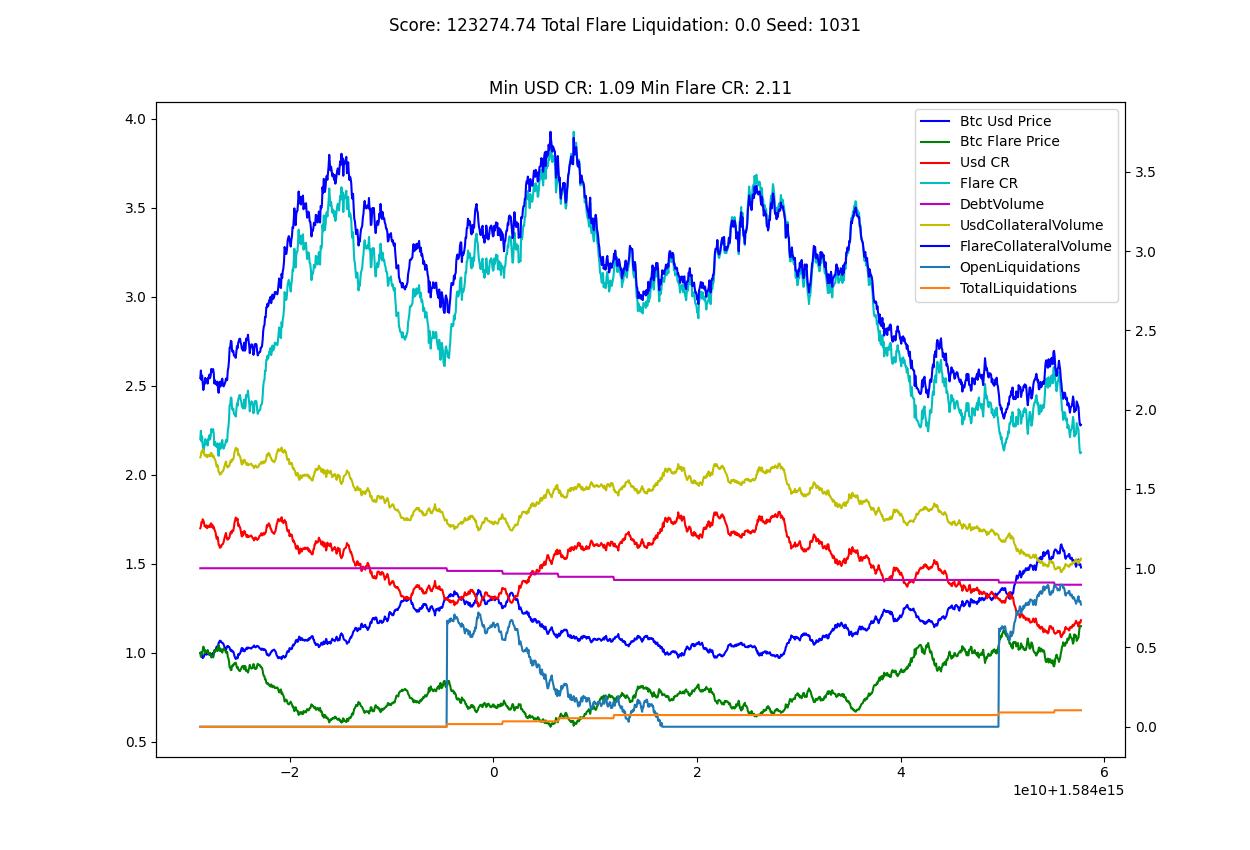 Score: 123274.74 Total Flare Liquidation: 0.0 Seed: 1031
Min USD CR: 1.09 Min Flare CR: 2.11
4.0
3.5
3.0
2.5
2.0
1.5
1.0
0.5
Btc Usd Price
Btc Flare Price
Usd CR
Flare CR
DebtVolume
UsdCollateralVolume
FlareCollateralVolume
OpenLiquidations
TotalLiquidations
3.5
3.0
2.5
2.0
1.5
1.0
0.5
0.0
−2 0 2 4 6
1e10+1.584e15